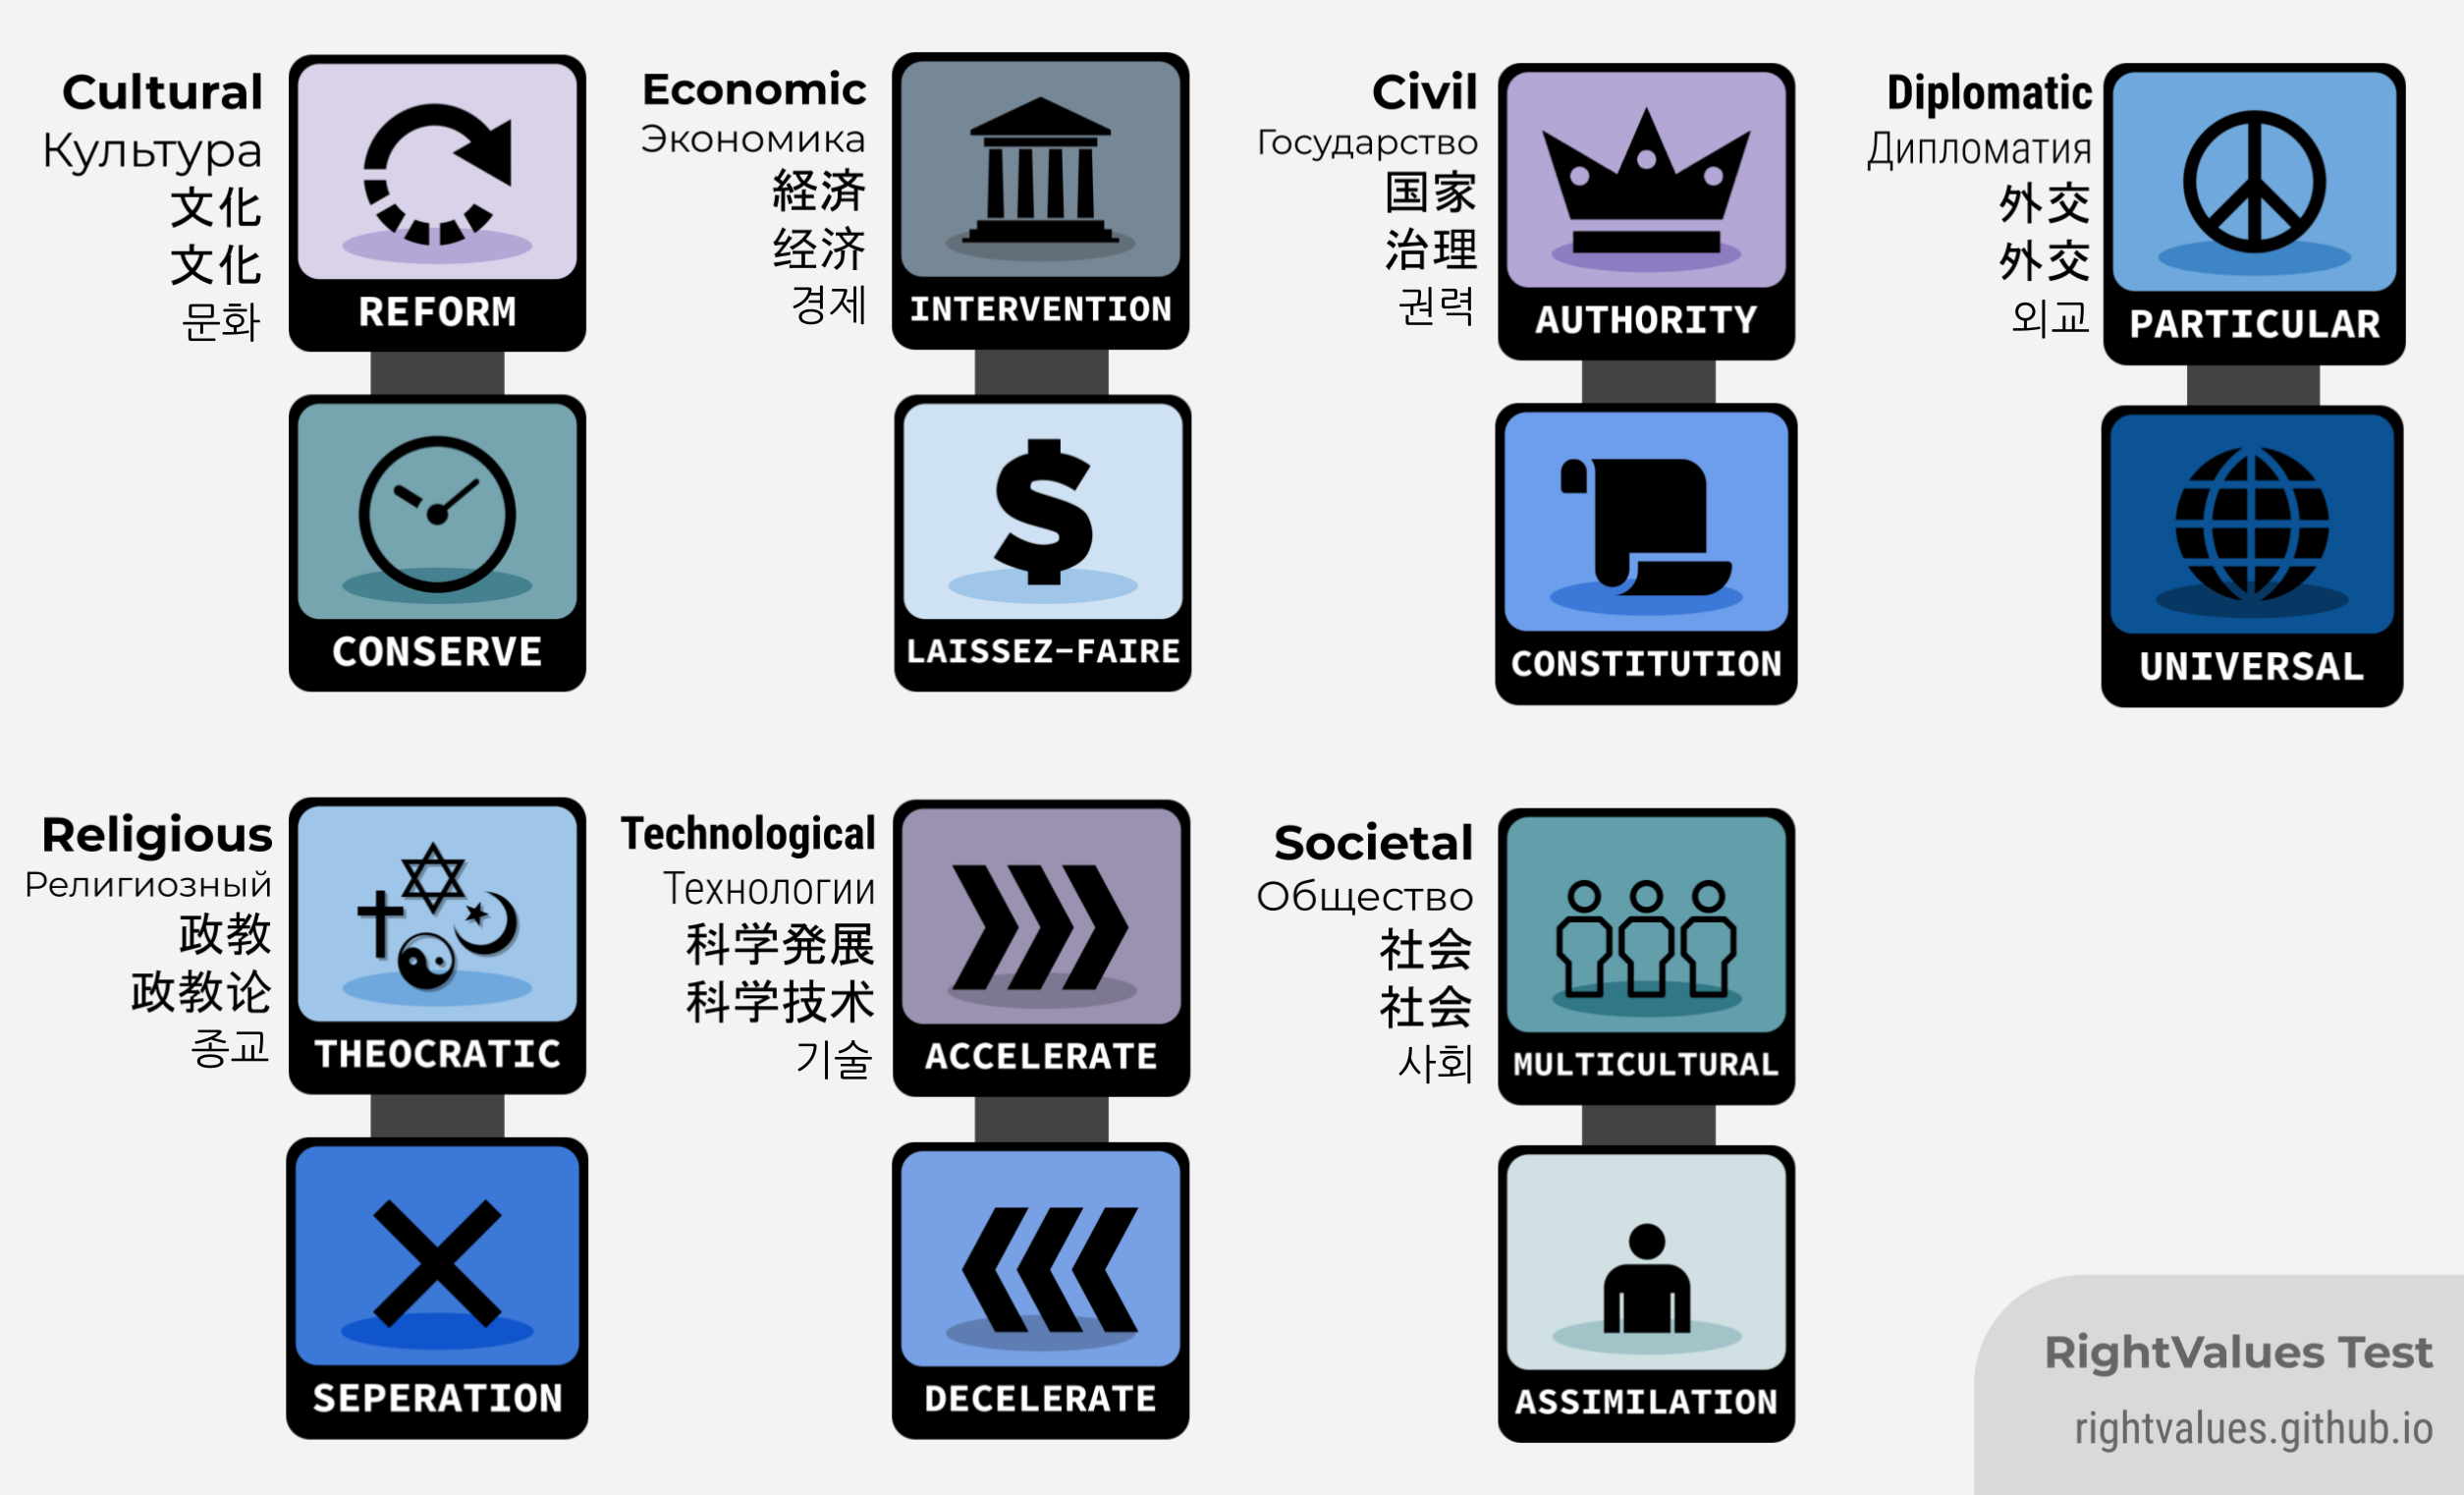 Cultural
Культура
文化
文化
문화
REFORM
CONSERVE
Economic
Экономика
経済
经济
경제
INTERVENTION
LAISSEZ-FAIRE
Civil
Государство
国家
治理
권력
AUTHORITY
CONSTITUTION
Diplomatic
Дипломатия
外交
外交
외교
PARTICULAR
UNIVERSAL
Religious
Религиозный
政教
政教论
종교
THEOCRATIC
SEPERATION
Technological
Технологии
科学発展
科学技术
기술
ACCELERATE
DECELERATE
Societal
Общество
社会
社会
사회
MULTICULTURAL
ASSIMILATION
RightValues Test
rightvalues.github.io